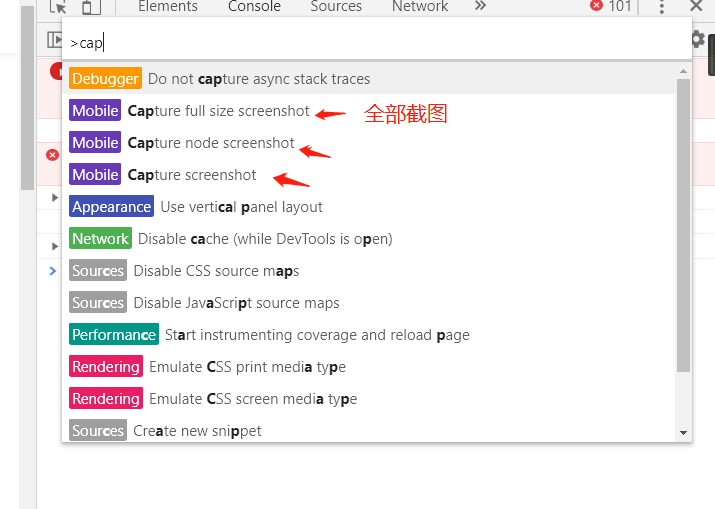 Elements Console Sources Network 101
>cap
Debugger Do not capture async stack traces
Mobile Capture full size screenshot 全部截图
Mobile Capture node screenshot
Mobile Capture screenshot
Appearance Use vertical panel layout
Network Disable cache (while DevTools is open)
Sources Disable CSS source maps
Sources Disable JavaScript source maps
Performance Start instrumenting coverage and reload page
Rendering Emulate CSS print media type
Rendering Emulate CSS screen media type
Sources Create new snippet